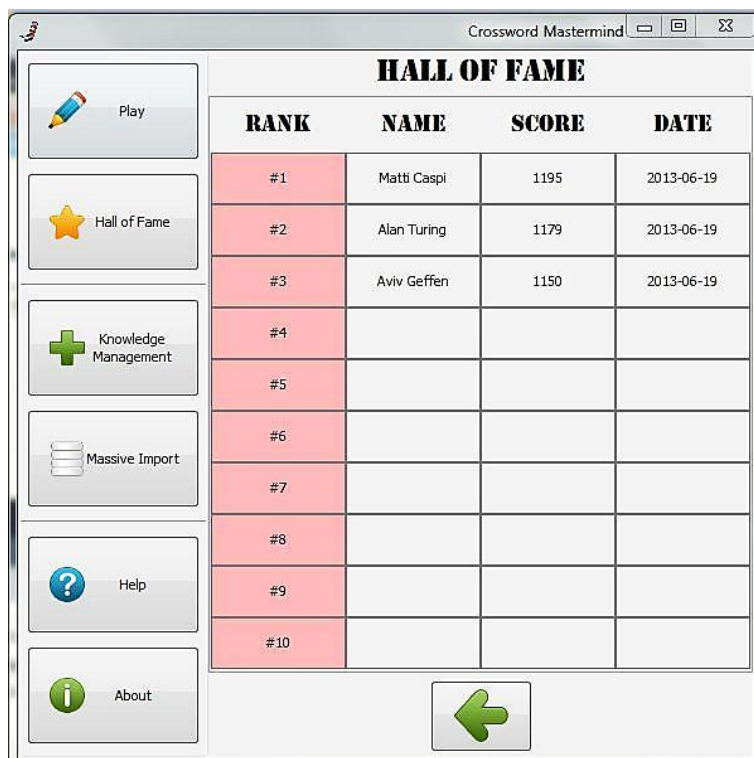 Crossword Mastermind
Play
Hall of Fame
Knowledge
Management
Massive Import
Help
About
HALL OF FAME
RANK NAME SCORE DATE
#1 Matti Caspi 1195 2013-06-19
#2 Alan Turing 1179 2013-06-19
#3 Aviv Geffen 1150 2013-06-19
#4
#5
#6
#7
#8
#9
#10